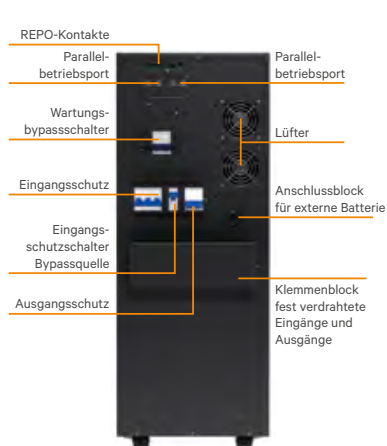 REPO-Kontakte
Parallel-
betriebsport
Wartungs-
bypassschalter
Eingangsschutz
Eingangs-
schutzschalter
Bypassquelle
Ausgangsschutz
Parallel-
betriebsport
Lüfter
Anschlussblock
für externe Batterie
Klemmenblock
fest verdrahtete
Eingänge und
Ausgänge